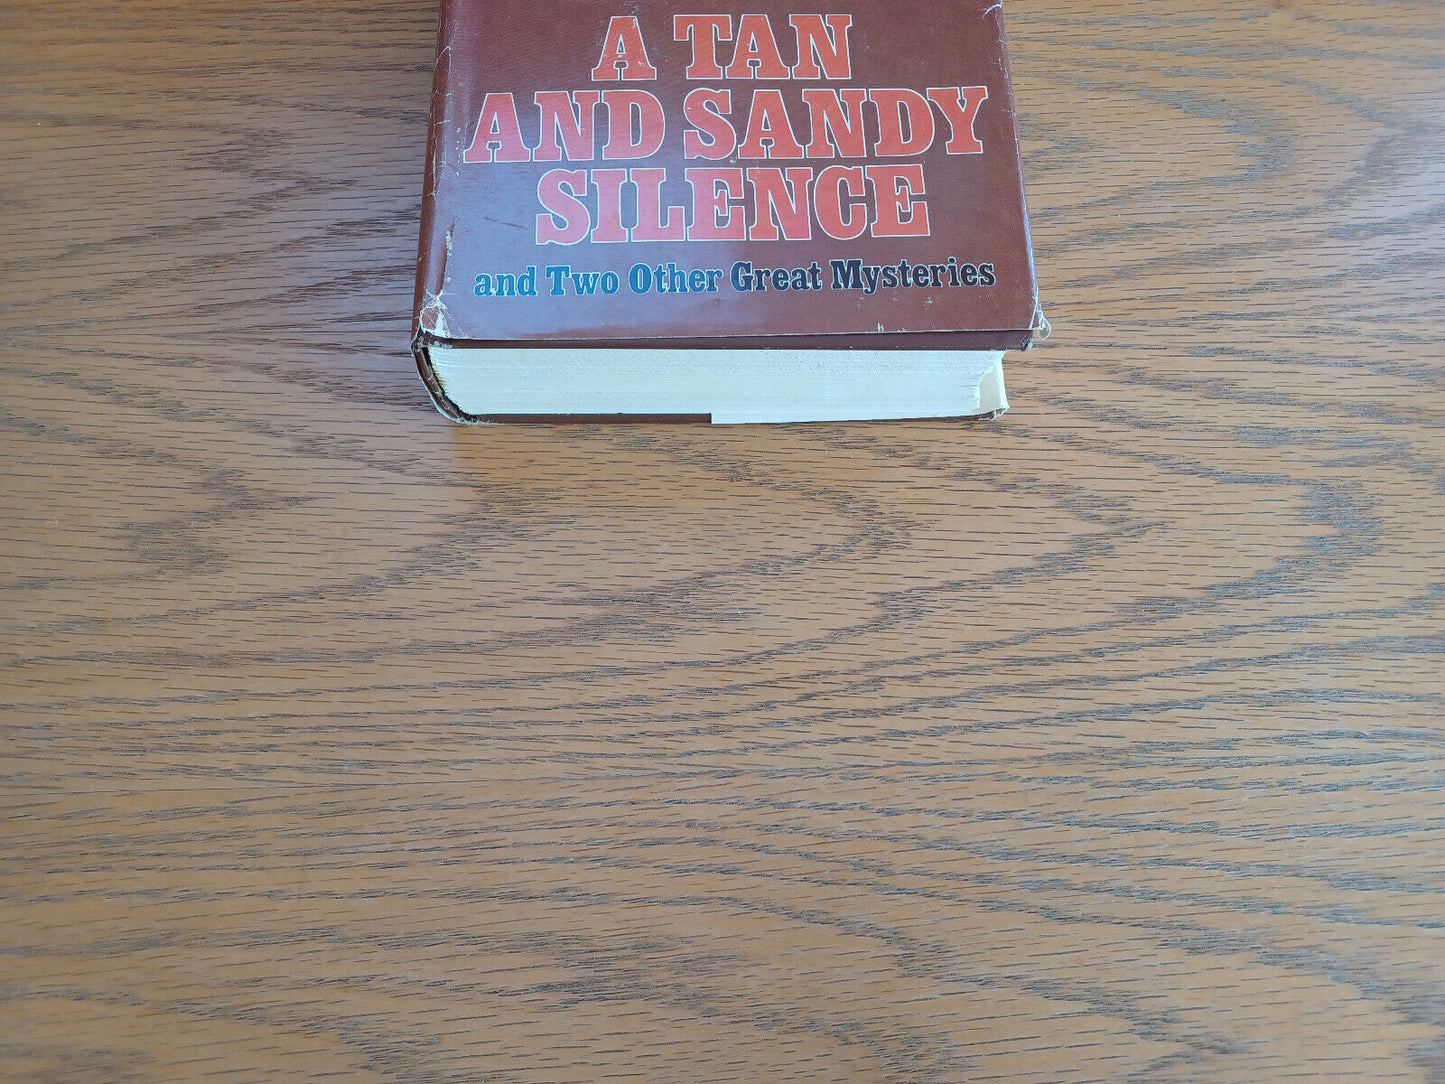 A TAN
AND SANDY
SILENCE
and Two Other Great Mysteries